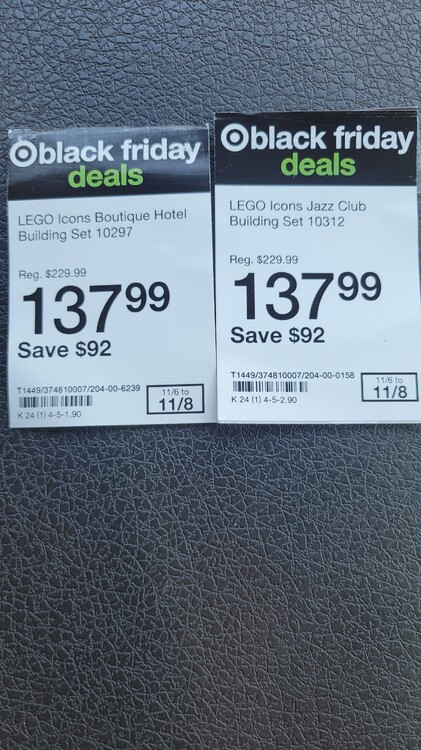 black friday
deals
LEGO Icons Boutique Hotel
Building Set 10297
Reg. $229.99
137 99
Save $92
T1449/374810007/204-00-6239
K 24 (1) 4-5-1.90
11/6 to
11/8
black friday
deals
LEGO Icons Jazz Club
Building Set 10312
Reg. $229.99
137 99
Save $92
T1449/374810007/204-00-0158
K 24 (1) 4-5-2.90
11/6 to
11/8